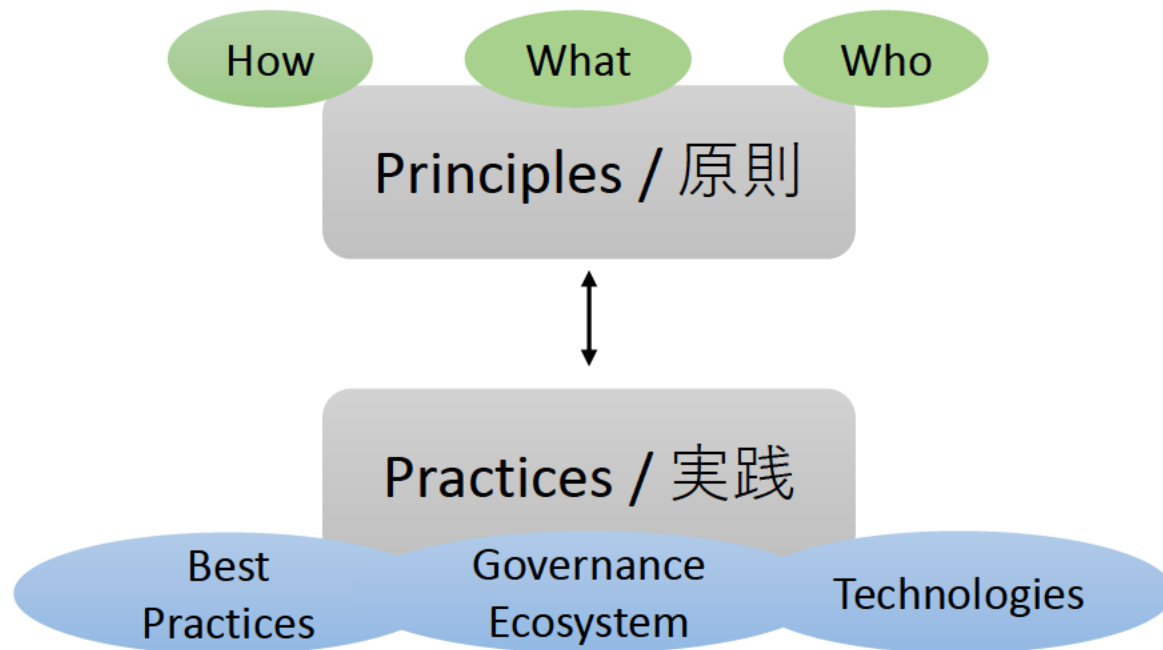 How
What
Who
Principles / 原則
Practices / 実践
Best
Practices
Governance
Ecosystem
Technologies